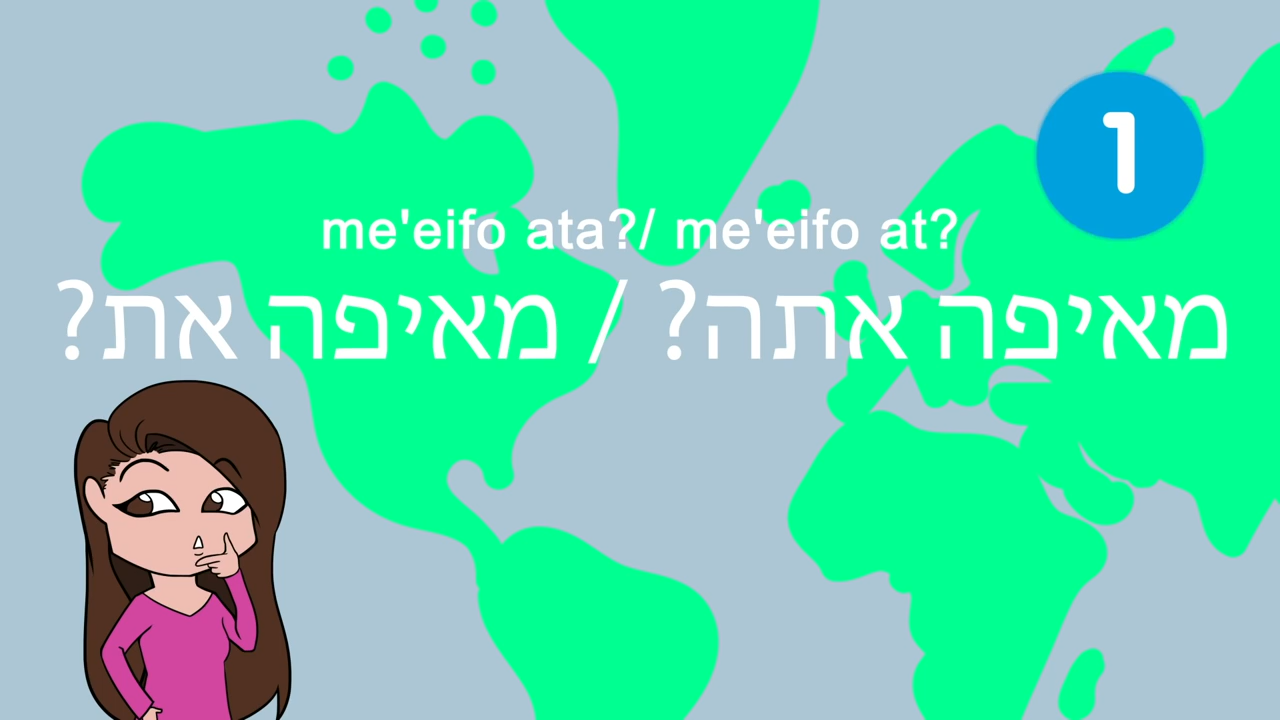 1
me'eifo ata?/ me'eifo at?
מאיפה אתה? / מאיפה את?